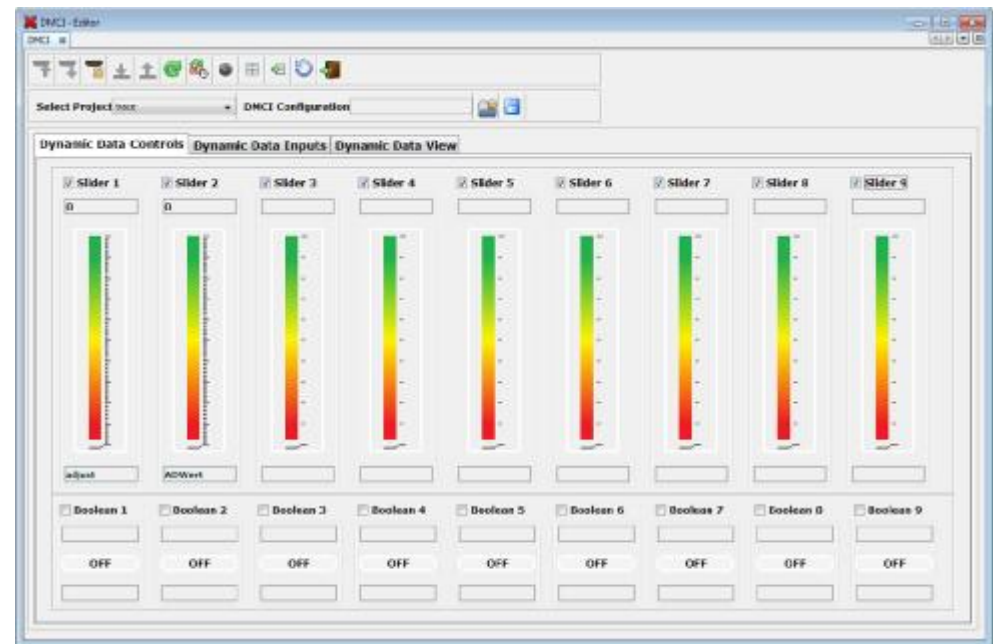 DMCI - Editor
DMCI
Select Project DMCI Configuration
Dynamic Data Controls Dynamic Data Inputs Dynamic Data View
Slider 1 Slider 2 Slider 3 Slider 4 Slider 5 Slider 6 Slider 7 Slider 8 Slider 9
0 0
adjust ADWert
Boolean 1 Boolean 2 Boolean 3 Boolean 4 Boolean 5 Boolean 6 Boolean 7 Boolean 8 Boolean 9
OFF OFF OFF OFF OFF OFF OFF OFF OFF